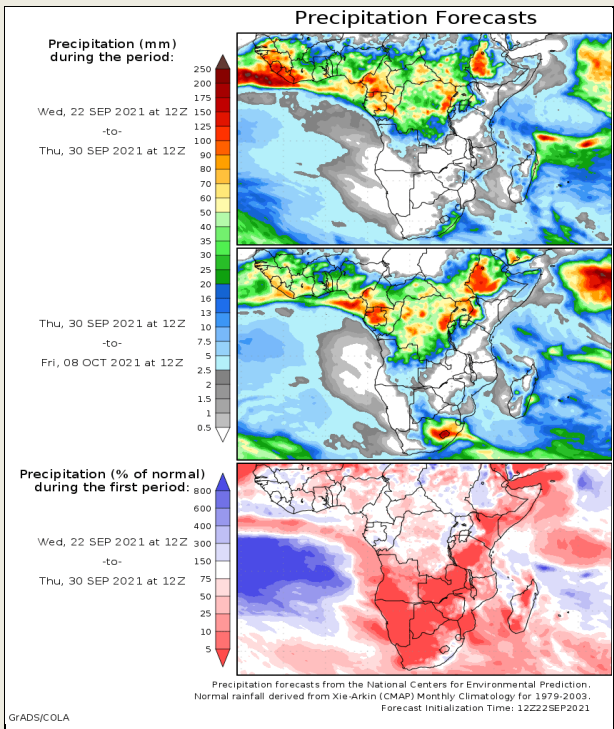 Precipitation Forecasts
Precipitation (mm)
during the period:
Wed, 22 SEP 2021 at 12Z
-to-
Thu, 30 SEP 2021 at 12Z
250
200
175
150
125
100
90
80
70
60
50
40
35
30
25
20
16
13
10
7.5
5
2.5
2
1.5
1
0.5
Thu, 30 SEP 2021 at 12Z
-to-
Fri, 08 OCT 2021 at 12Z
Precipitation (% of normal)
during the first period:
Wed, 22 SEP 2021 at 12Z
-to-
Thu, 30 SEP 2021 at 12Z
800
600
400
300
150
75
50
25
10
5
Precipitation forecasts from the National Centers for Environmental Prediction.
Normal rainfall derived from Xie-Arkin (CMAP) Monthly Climatology for 1979-2003.
Forecast Initialization Time: 12Z22SEP2021
GrADS/COLA